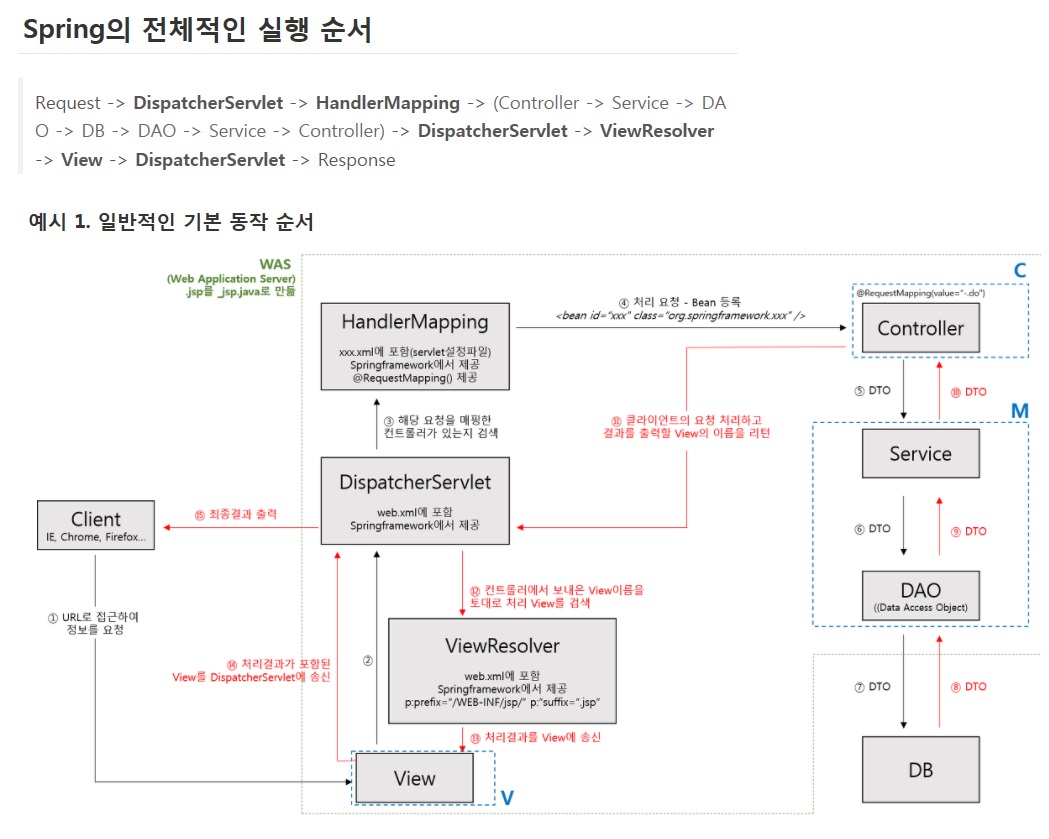 Spring의 전체적인 실행 순서
Request -> DispatcherServlet -> HandlerMapping -> (Controller -> Service -> DA
O -> DB -> DAO -> Service -> Controller) -> DispatcherServlet -> ViewResolver
-> View -> DispatcherServlet -> Response
예시 1. 일반적인 기본 동작 순서
WAS
(Web Application Server)
.jsp를 _jsp.java로 만듦
HandlerMapping
xxx.xml에 포함(servlet설정파일)
Springframework에서 제공
@RequestMapping() 제공
④ 처리 요청 - Bean 등록
<bean id="xxx" class="org.springframework.xxx" />
C
@RequestMapping(value="-.do")
Controller
③ 해당 요청을 매핑한
컨트롤러가 있는지 검색
⑪ 클라이언트의 요청 처리하고
결과를 출력할 View의 이름을 리턴
⑤ DTO
⑩ DTO
M
Service
DispatcherServlet
web.xml에 포함
Springframework에서 제공
Client
IE, Chrome, Firefox...
⑮ 최종결과 출력
⑥ DTO
⑨ DTO
DAO
((Data Access Object)
① URL로 접근하여
정보를 요청
⑫ 컨트롤러에서 보내온 View이름을
토대로 처리 View를 검색
ViewResolver
web.xml에 포함
Springframework에서 제공
p:prefix="/WEB-INF/jsp/" p:"suffix=".jsp"
⑭ 처리결과가 포함된
View를 DispatcherServlet에 송신
②
⑦ DTO
⑧ DTO
⑬ 처리결과를 View에 송신
View
V
DB